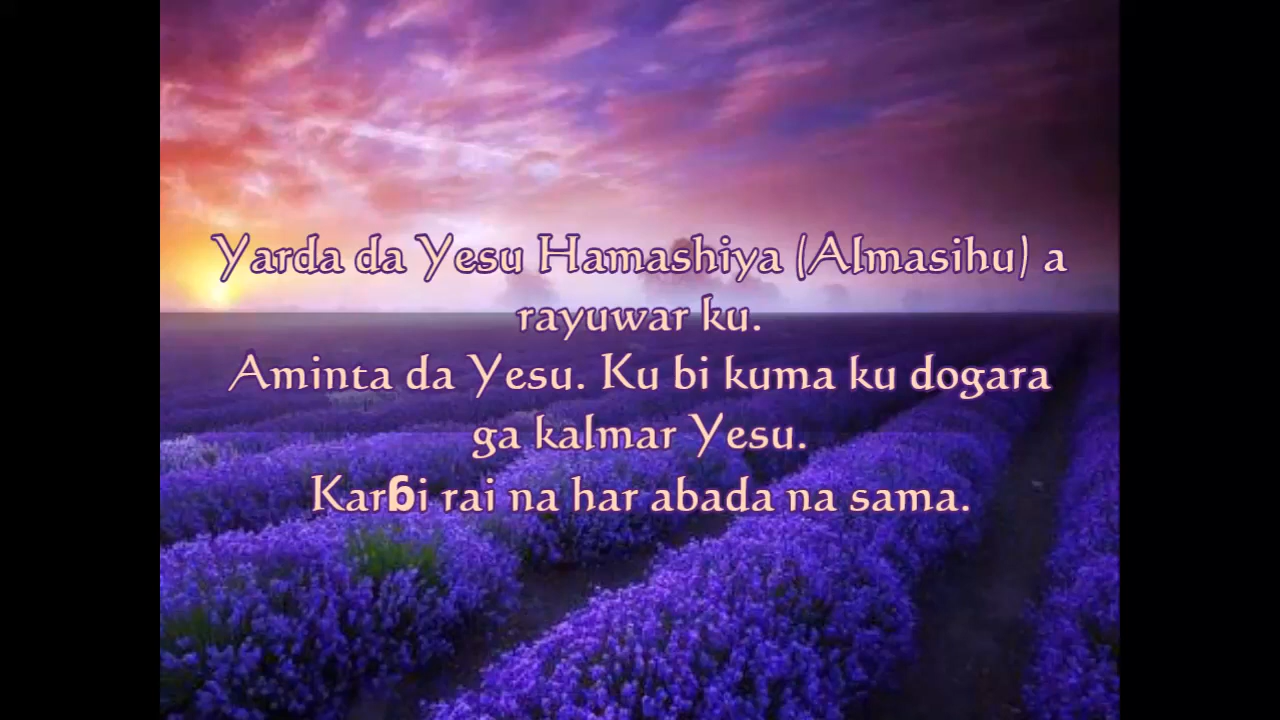 Yarda da Yesu Hamashiya (Almasihu) a
rayuwar ku.
Aminta da Yesu. Ku bi kuma ku dogara
ga kalmar Yesu.
Karɓi rai na har abada na sama.